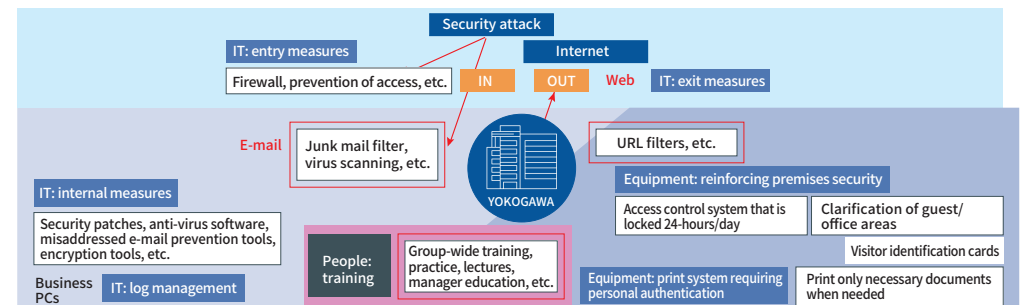 Security attack
IT: entry measures
Internet
Firewall, prevention of access, etc.
IN
OUT
Web
IT: exit measures
E-mail
Junk mail filter,
virus scanning,
etc.
YOKOGAWA
URL filters, etc.
IT: internal measures
Security patches, anti-virus software,
misaddressed e-mail prevention tools,
encryption tools, etc.
Business
PCs
IT: log management
People:
training
Group-wide training,
practice, lectures,
manager education, etc.
Equipment: reinforcing premises security
Access control system that is
locked 24-hours/day
Clarification of guest/
office areas
Visitor identification cards
Equipment: print system requiring
personal authentication
Print only necessary documents
when needed